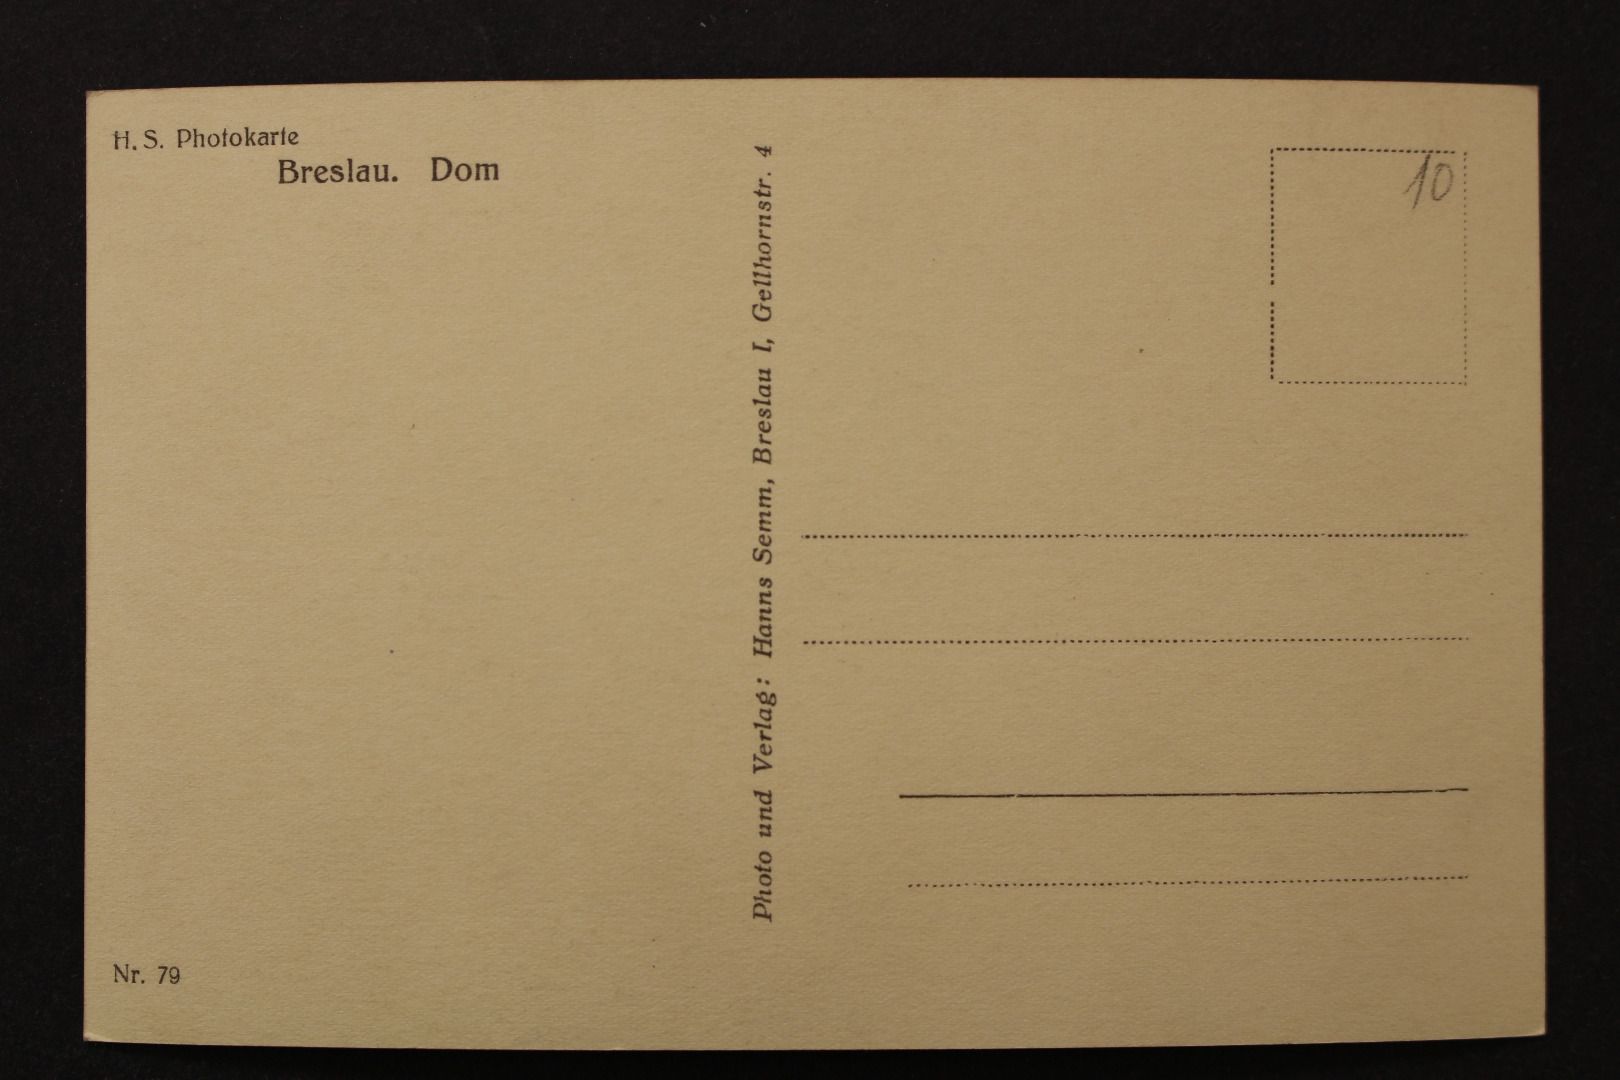 H. S. Photokarte
Breslau. Dom
Photo und Verlag: Hanns Semm, Breslau I, Gellhornstr. 4
10
Nr. 79